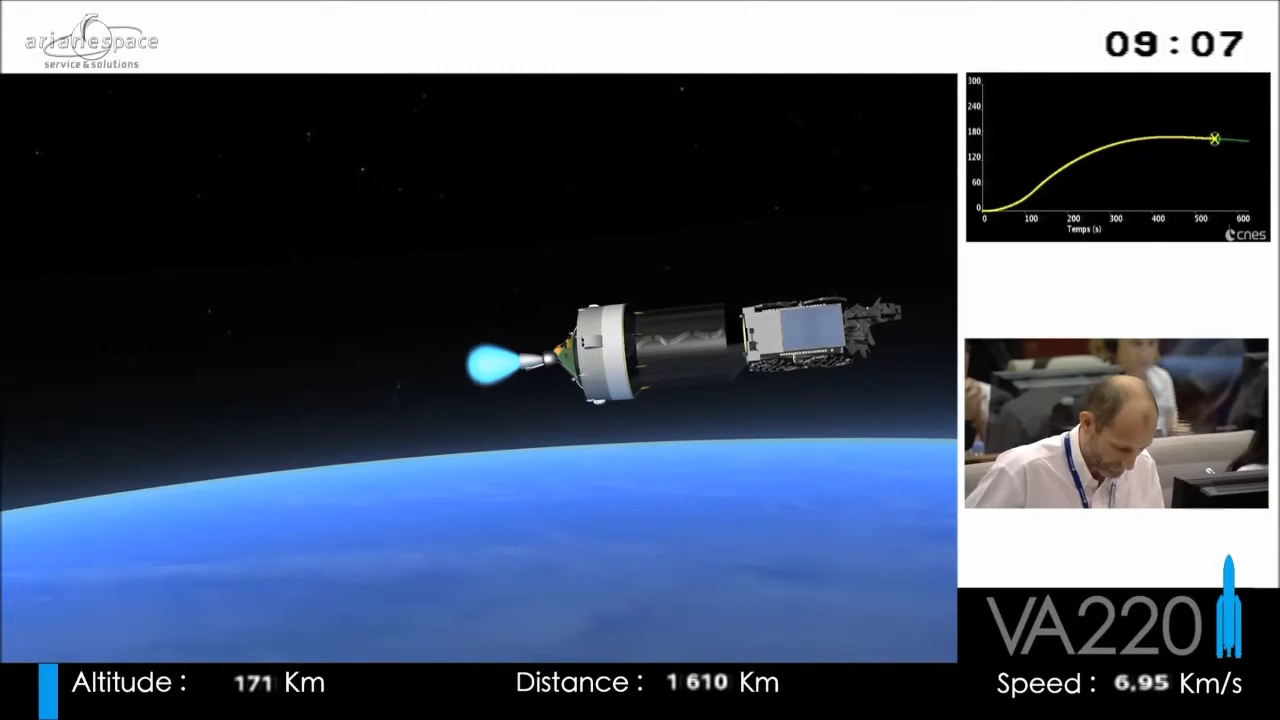 arianespace
service & solutions
09:07
300
240
180
120
60
0
0 100 200 300 400 500 600
Temps (s)
cnes
VA220
Altitude : 171 Km
Distance : 1 610 Km
Speed : 6,95 Km/s